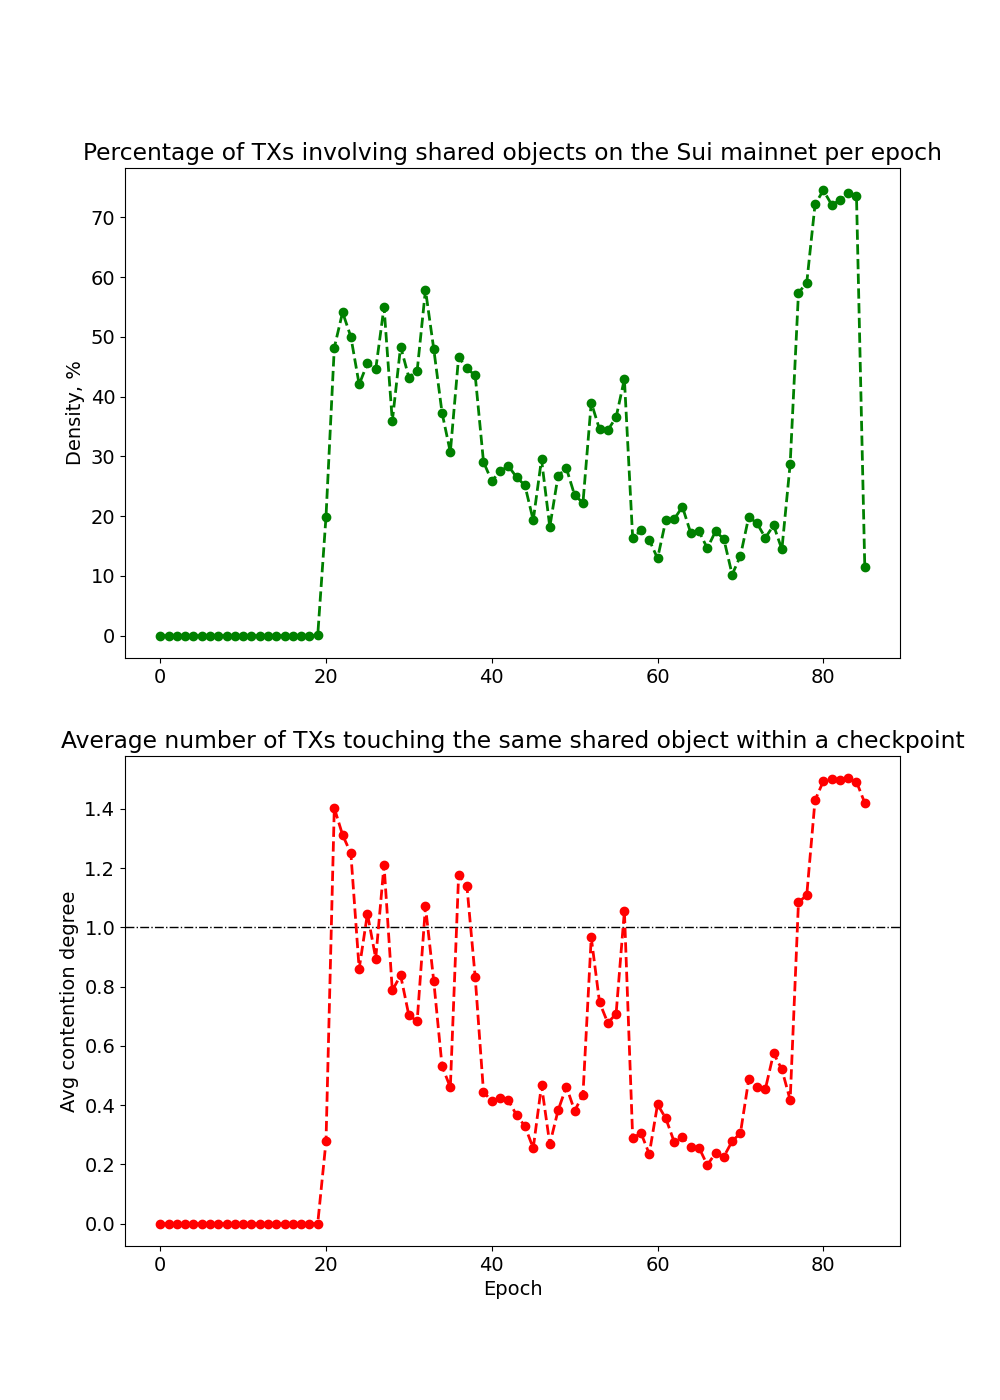 Percentage of TXs involving shared objects on the Sui mainnet per epoch
Density, %
70
60
50
40
30
20
10
0
0 20 40 60 80
Average number of TXs touching the same shared object within a checkpoint
Avg contention degree
1.4
1.2
1.0
0.8
0.6
0.4
0.2
0.0
0 20 40 60 80
Epoch